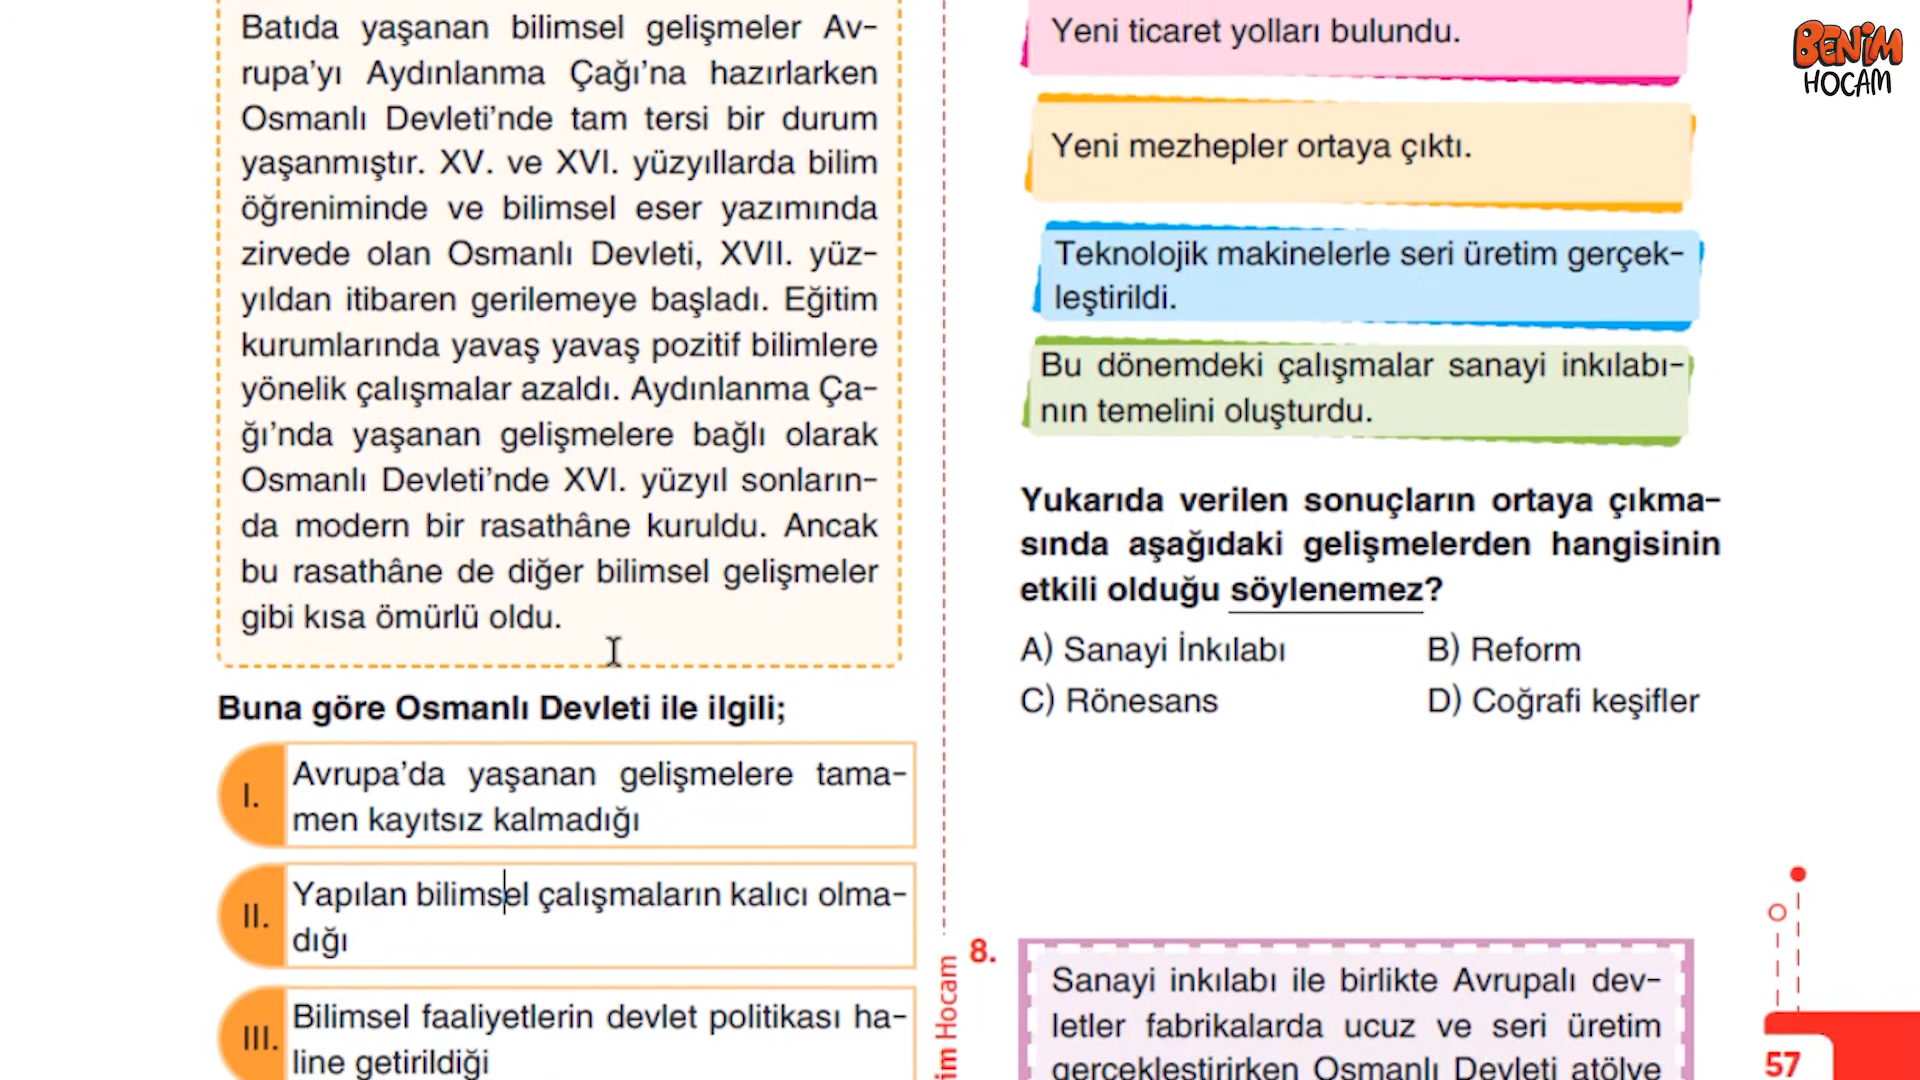 Batıda yaşanan bilimsel gelişmeler Av-
rupa’yı Aydınlanma Çağı’na hazırlarken
Osmanlı Devleti’nde tam tersi bir durum
yaşanmıştır. XV. ve XVI. yüzyıllarda bilim
öğreniminde ve bilimsel eser yazımında
zirvede olan Osmanlı Devleti, XVII. yüz-
yıldan itibaren gerilemeye başladı. Eğitim
kurumlarında yavaş yavaş pozitif bilimlere
yönelik çalışmalar azaldı. Aydınlanma Ça-
ğı’nda yaşanan gelişmelere bağlı olarak
Osmanlı Devleti’nde XVI. yüzyıl sonların-
da modern bir rasathâne kuruldu. Ancak
bu rasathâne de diğer bilimsel gelişmeler
gibi kısa ömürlü oldu.
Buna göre Osmanlı Devleti ile ilgili;
I. Avrupa’da yaşanan gelişmelere tama-
men kayıtsız kalmadığı
II. Yapılan bilimsel çalışmaların kalıcı olma-
dığı
III. Bilimsel faaliyetlerin devlet politikası ha-
line getirildiği
Yeni ticaret yolları bulundu.
Yeni mezhepler ortaya çıktı.
Teknolojik makinelerle seri üretim gerçek-
leştirildi.
Bu dönemdeki çalışmalar sanayi inkılabı-
nın temelini oluşturdu.
Yukarıda verilen sonuçların ortaya çıkma-
sında aşağıdaki gelişmelerden hangisinin
etkili olduğu söylenemez?
A) Sanayi İnkılabı B) Reform
C) Rönesans D) Coğrafi keşifler
8.
Sanayi inkılabı ile birlikte Avrupalı dev-
letler fabrikalarda ucuz ve seri üretim
gerçekleştirirken Osmanlı Devleti atölye
im Hocam
57
BENİM
HOCAM